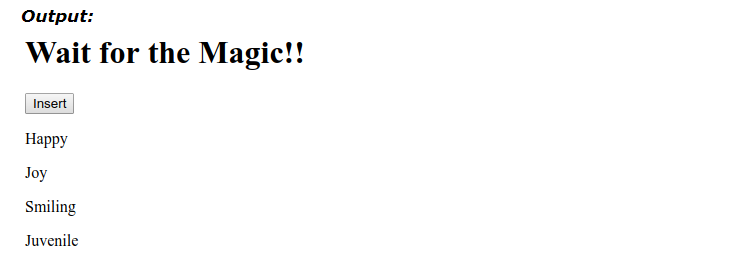 Output:
Wait for the Magic!!
Insert
Happy
Joy
Smiling
Juvenile